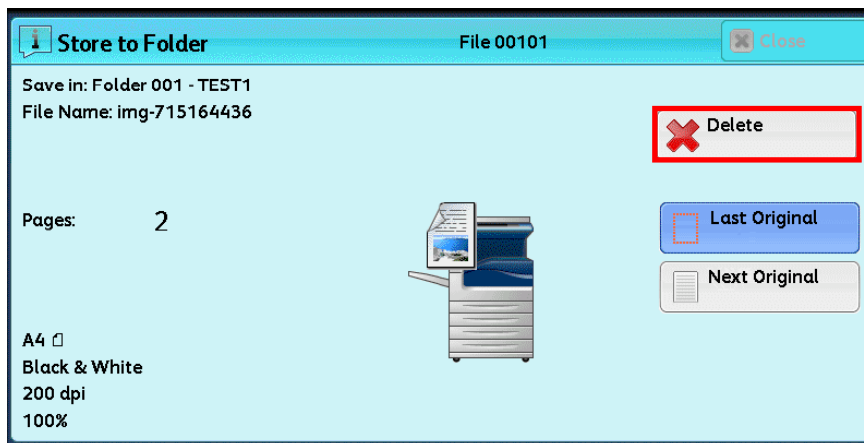 Store to Folder
File 00101
Close
Save in: Folder 001 - TEST1
File Name: img-715164436
Delete
Pages: 2
Last Original
Next Original
A4
Black & White
200 dpi
100%